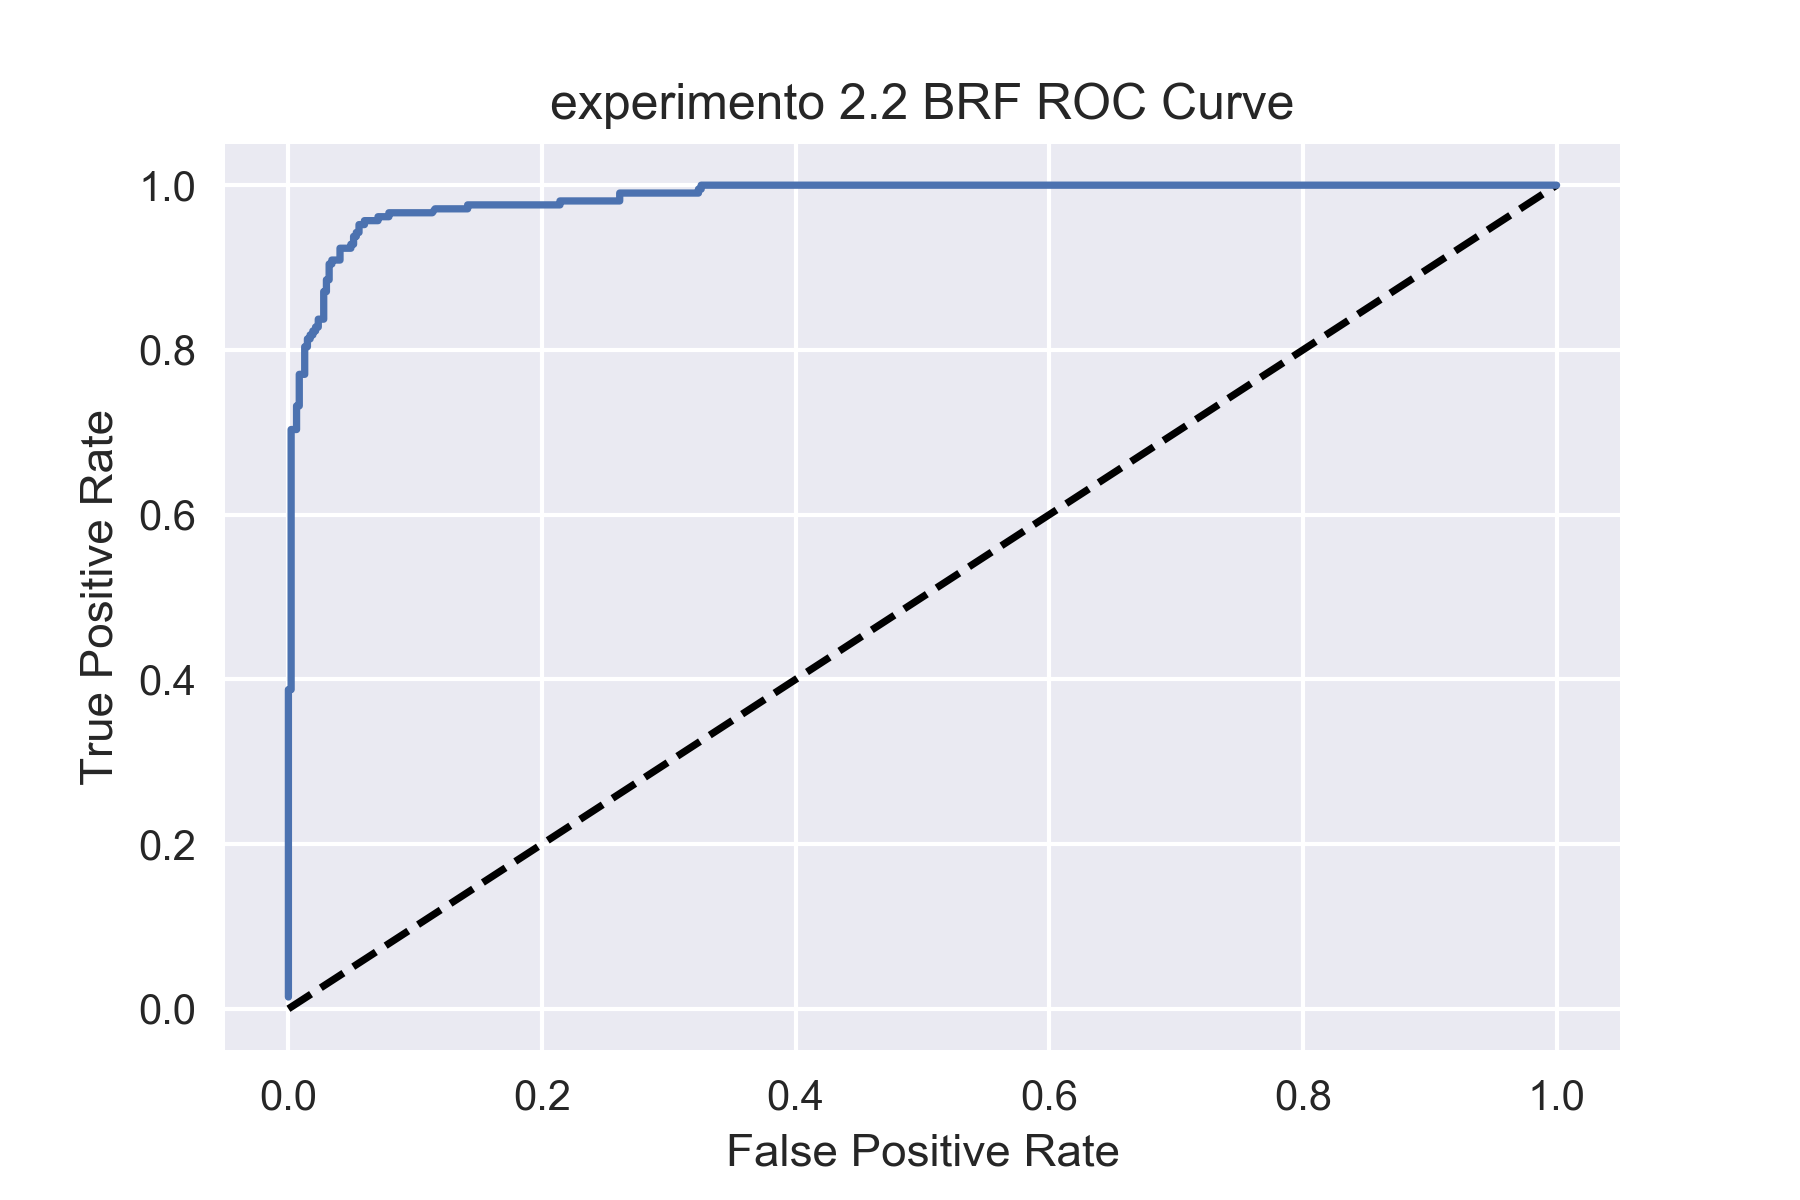 experimento 2.2 BRF ROC Curve
1.0
0.8
0.6
0.4
0.2
0.0
True Positive Rate
0.0 0.2 0.4 0.6 0.8 1.0
False Positive Rate